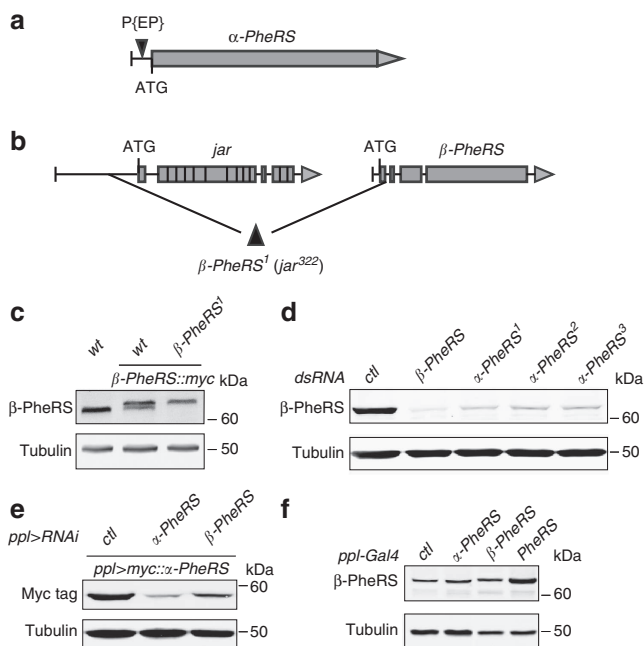 a
P{EP}
α-PheRS
ATG
b
ATG
jar
ATG
β-PheRS
β-PheRS¹ (jar³²²)
c
wt
wt
β-PheRS¹
β-PheRS::myc
kDa
β-PheRS
60
Tubulin
50
d
dsRNA
ctl
β-PheRS
α-PheRS¹
α-PheRS²
α-PheRS³
kDa
β-PheRS
60
Tubulin
50
e
ppl>RNAi
ctl
α-PheRS
β-PheRS
ppl>myc::α-PheRS
kDa
Myc tag
60
Tubulin
50
f
ppl-Gal4
ctl
α-PheRS
β-PheRS
PheRS
kDa
β-PheRS
60
Tubulin
50